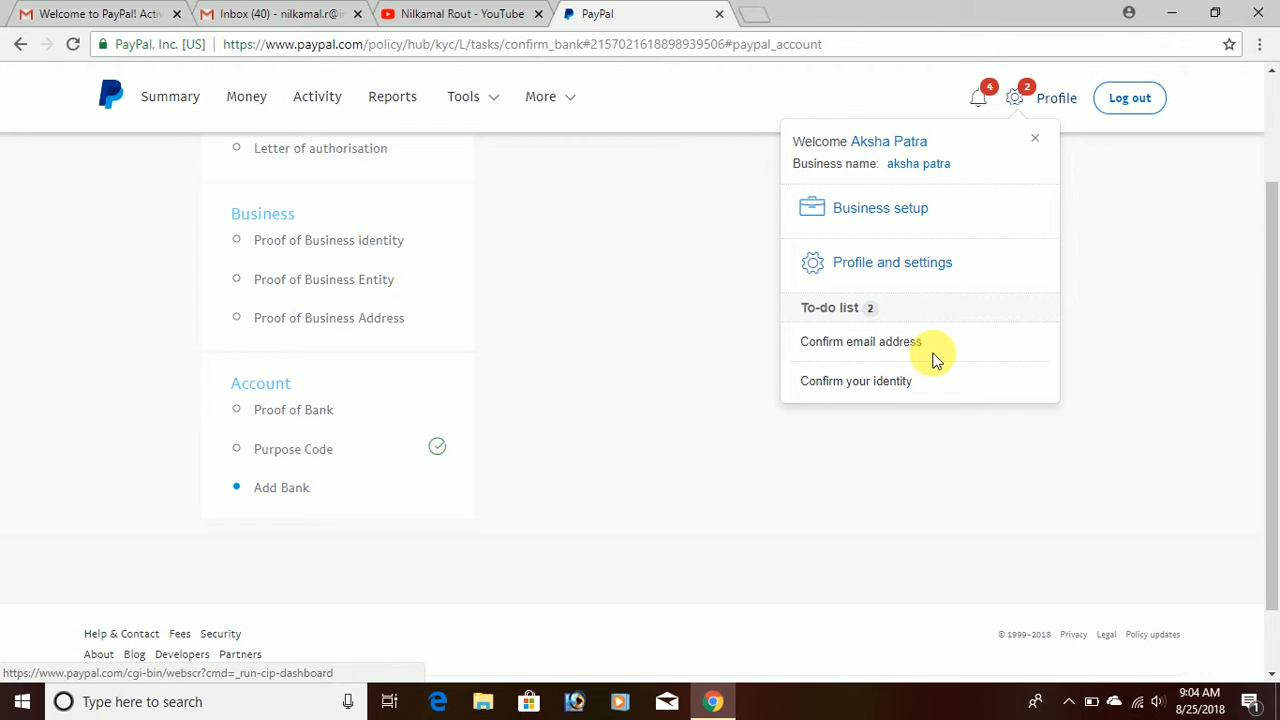 Welcome to PayPal! Activ
Inbox (40) - nilkamal.r@i
Nilkamal Rout - YouTube
PayPal
PayPal, Inc. [US]
https://www.paypal.com/policy/hub/kyc/L/tasks/confirm_bank#2157021618898939506#paypal_account
Summary
Money
Activity
Reports
Tools
More
4
2
Profile
Log out
Letter of authorisation
Business
Proof of Business identity
Proof of Business Entity
Proof of Business Address
Account
Proof of Bank
Purpose Code
Add Bank
Welcome Aksha Patra
Business name: aksha patra
Business setup
Profile and settings
To-do list 2
Confirm email address
Confirm your identity
Help & Contact Fees Security
About Blog Developers Partners
© 1999–2018 Privacy Legal Policy updates
https://www.paypal.com/cgi-bin/webscr?cmd=_run-cip-dashboard
Type here to search
9:04 AM
8/25/2018
1